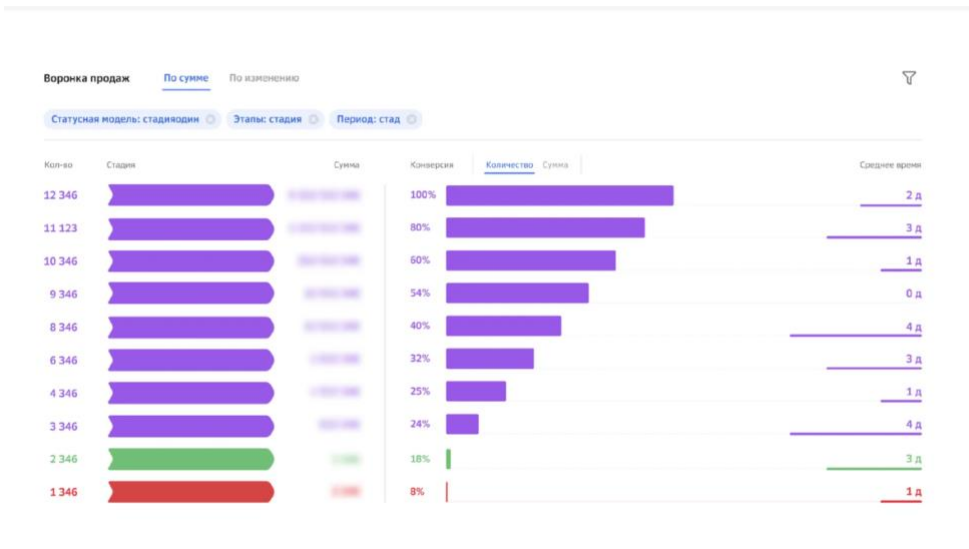 Воронка продаж По сумме По изменению
Статусная модель: стадияодин Этапы: стадия Период: стад
Кол-во Стадия Сумма Конверсия Количество Сумма Среднее время
12 346 100% 2 д
11 123 80% 3 д
10 346 60% 1 д
9 346 54% 0 д
8 346 40% 4 д
6 346 32% 3 д
4 346 25% 1 д
3 346 24% 4 д
2 346 18% 3 д
1 346 8% 1 д